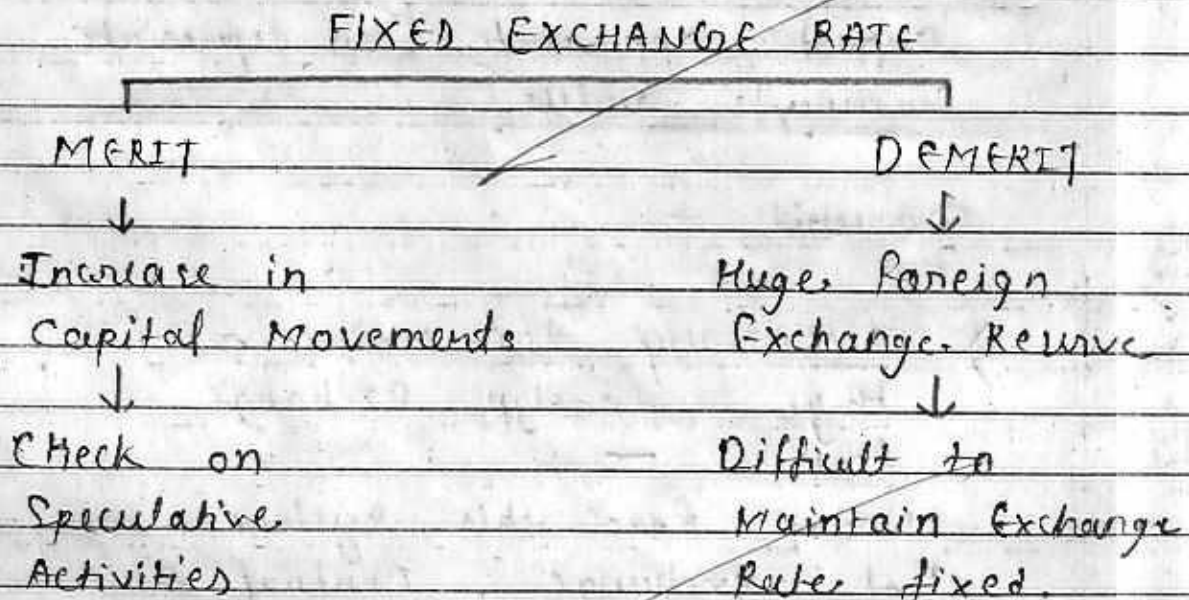 FIXED EXCHANGE RATE
MERIT
DEMERIT
Increase in
Capital Movements
Huge Foreign
Exchange Reserve
Check on
Speculative
Activities
Difficult to
Maintain Exchange
Rate fixed.